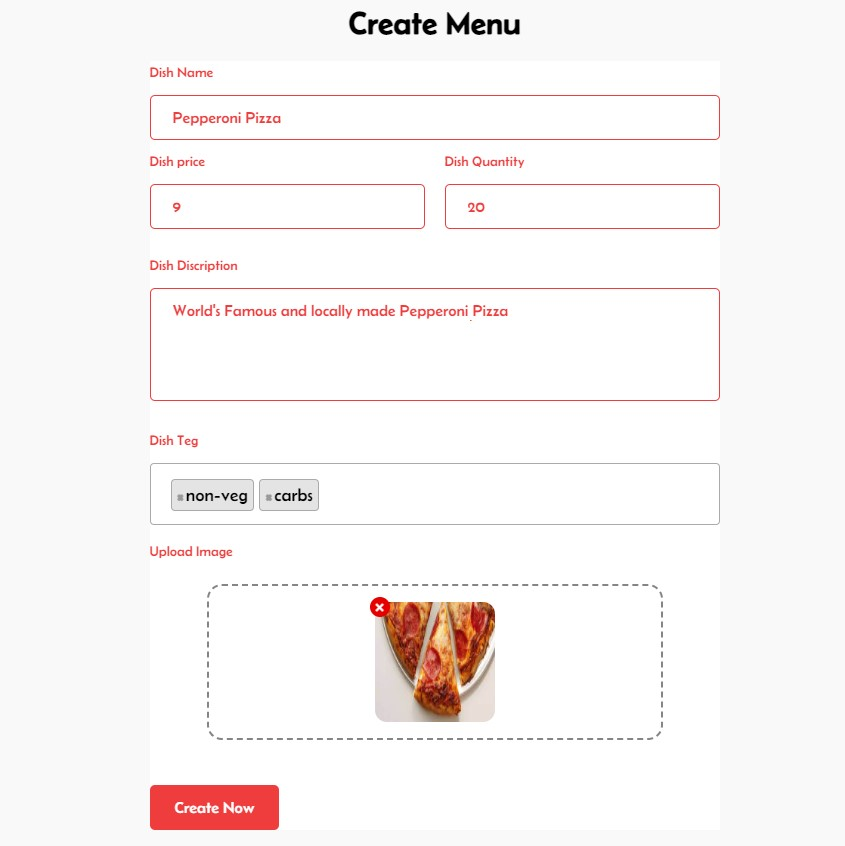 Create Menu
Dish Name
Pepperoni Pizza
Dish price
Dish Quantity
9
20
Dish Discription
World's Famous and locally made Pepperoni Pizza
Dish Teg
non-veg carbs
Upload Image
Create Now